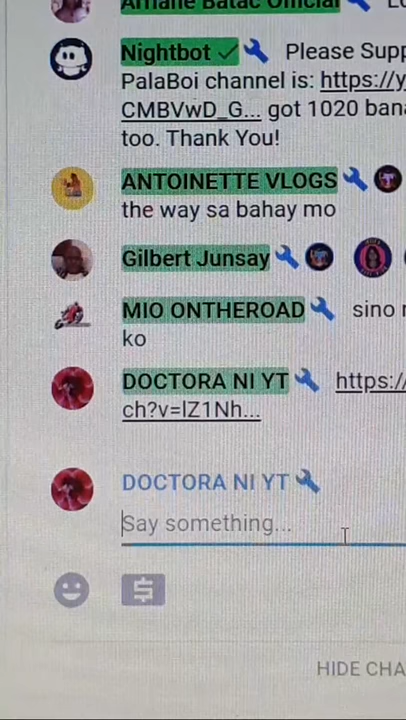 Arnane Batac Official
Nightbot ✓ Please Supp
PalaBoi channel is: https://y
CMBVwD_G... got 1020 bana
too. Thank You!
ANTOINETTE VLOGS
the way sa bahay mo
Gilbert Junsay
MIO ONTHEROAD sino
ko
DOCTORA NI YT https:/
ch?v=lZ1Nh...
DOCTORA NI YT
Say something...
HIDE CHA